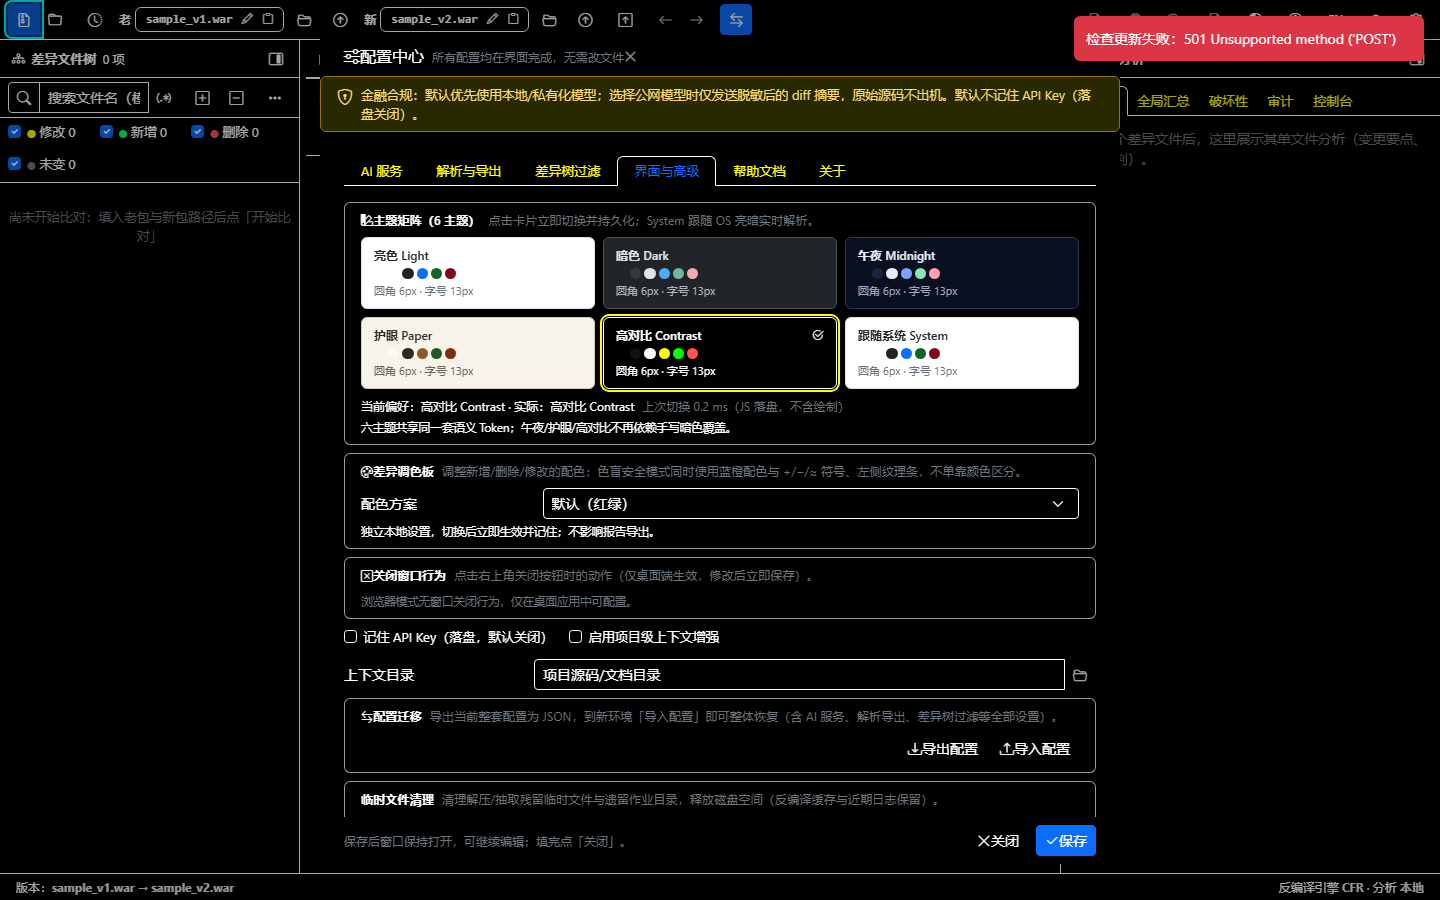 老 sample_v1.war
新 sample_v2.war
检查更新失败：501 Unsupported method ('POST')
差异文件树 0 项
配置中心 所有配置均在界面完成，无需改文件
搜索文件名（
(.*)
金融合规：默认优先使用本地/私有化模型；选择公网模型时仅发送脱敏后的 diff 摘要，原始源码不出机。默认不记住 API Key（落
盘关闭）。
全局汇总 破坏性 审计 控制台
修改 0 新增 0 删除 0
未变 0
个差异文件后，这里展示其单文件分析（变更要点、
）。
AI 服务 解析与导出 差异树过滤 界面与高级 帮助文档 关于
尚未开始比对：填入老包与新包路径后点「开始比
对」
主题矩阵（6 主题） 点击卡片立即切换并持久化；System 跟随 OS 亮暗实时解析。
亮色 Light
圆角 6px · 字号 13px
暗色 Dark
圆角 6px · 字号 13px
午夜 Midnight
圆角 6px · 字号 13px
护眼 Paper
圆角 6px · 字号 13px
高对比 Contrast
圆角 6px · 字号 13px
跟随系统 System
圆角 6px · 字号 13px
当前偏好：高对比 Contrast · 实际：高对比 Contrast 上次切换 0.2 ms（JS 落盘，不含绘制）
六主题共享同一套语义 Token；午夜/护眼/高对比不再依赖手写暗色覆盖。
差异调色板 调整新增/删除/修改的配色；色盲安全模式同时使用蓝橙配色与 +/−/≈ 符号、左侧纹理条，不单靠颜色区分。
配色方案 默认（红绿）
独立本地设置，切换后立即生效并记住；不影响报告导出。
关闭窗口行为 点击右上角关闭按钮时的动作（仅桌面端生效，修改后立即保存）。
浏览器模式无窗口关闭行为，仅在桌面应用中可配置。
记住 API Key（落盘，默认关闭） 启用项目级上下文增强
上下文目录 项目源码/文档目录
配置迁移 导出当前整套配置为 JSON，到新环境「导入配置」即可整体恢复（含 AI 服务、解析导出、差异树过滤等全部设置）。
导出配置 导入配置
临时文件清理 清理解压/抽取残留临时文件与遗留作业目录，释放磁盘空间（反编译缓存与近期日志保留）。
保存后窗口保持打开，可继续编辑；填完点「关闭」。
关闭 保存
版本：sample_v1.war → sample_v2.war
反编译引擎 CFR · 分析 本地